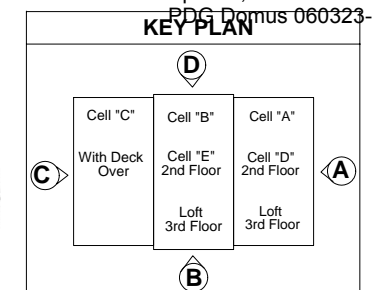 PDG Domus 060323-
KEY PLAN
D
Cell "C"
With Deck
Over
Cell "B"
Cell "E"
2nd Floor
Loft
3rd Floor
Cell "A"
Cell "D"
2nd Floor
Loft
3rd Floor
C
A
B